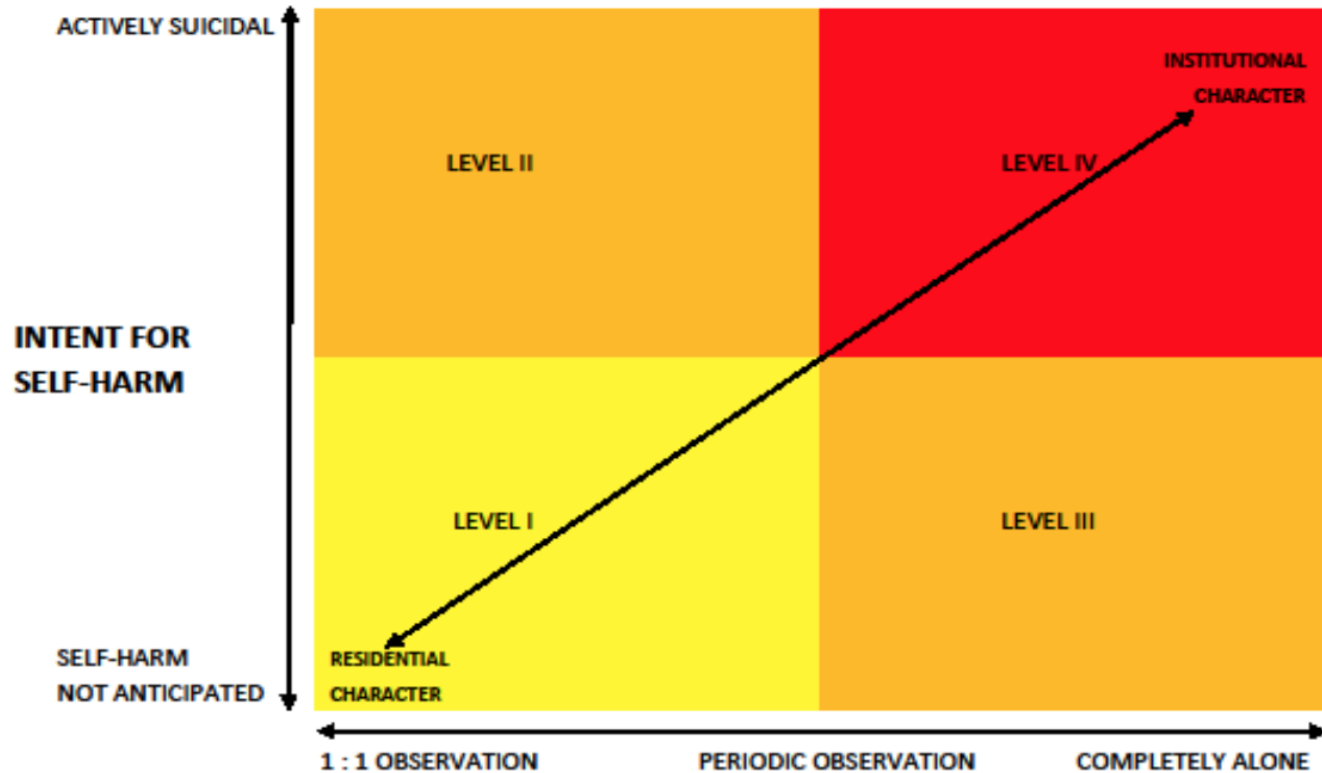 ACTIVELY SUICIDAL
INSTITUTIONAL
CHARACTER
LEVEL II
LEVEL IV
INTENT FOR
SELF-HARM
LEVEL I
LEVEL III
SELF-HARM
NOT ANTICIPATED
RESIDENTIAL
CHARACTER
1 : 1 OBSERVATION
PERIODIC OBSERVATION
COMPLETELY ALONE